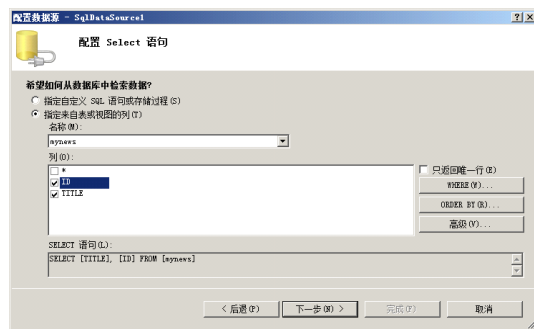 配置数据源 - SqlDataSource1
配置 Select 语句
希望如何从数据库中检索数据?
指定自定义 SQL 语句或存储过程(S)
指定来自表或视图的列(T)
名称(M):
mynews
列(O):
*
ID
TITLE
只返回唯一行(E)
WHERE(W)...
ORDER BY(R)...
高级(V)...
SELECT 语句(L):
SELECT [TITLE], [ID] FROM [mynews]
< 后退(P)
下一步(N) >
完成(F)
取消